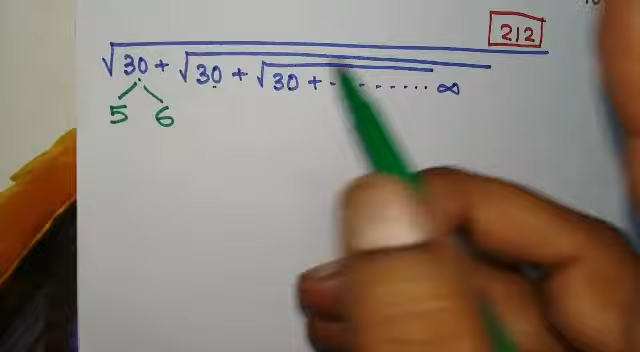 212
√30 + √30 + √30 + ......... ∞
5 6